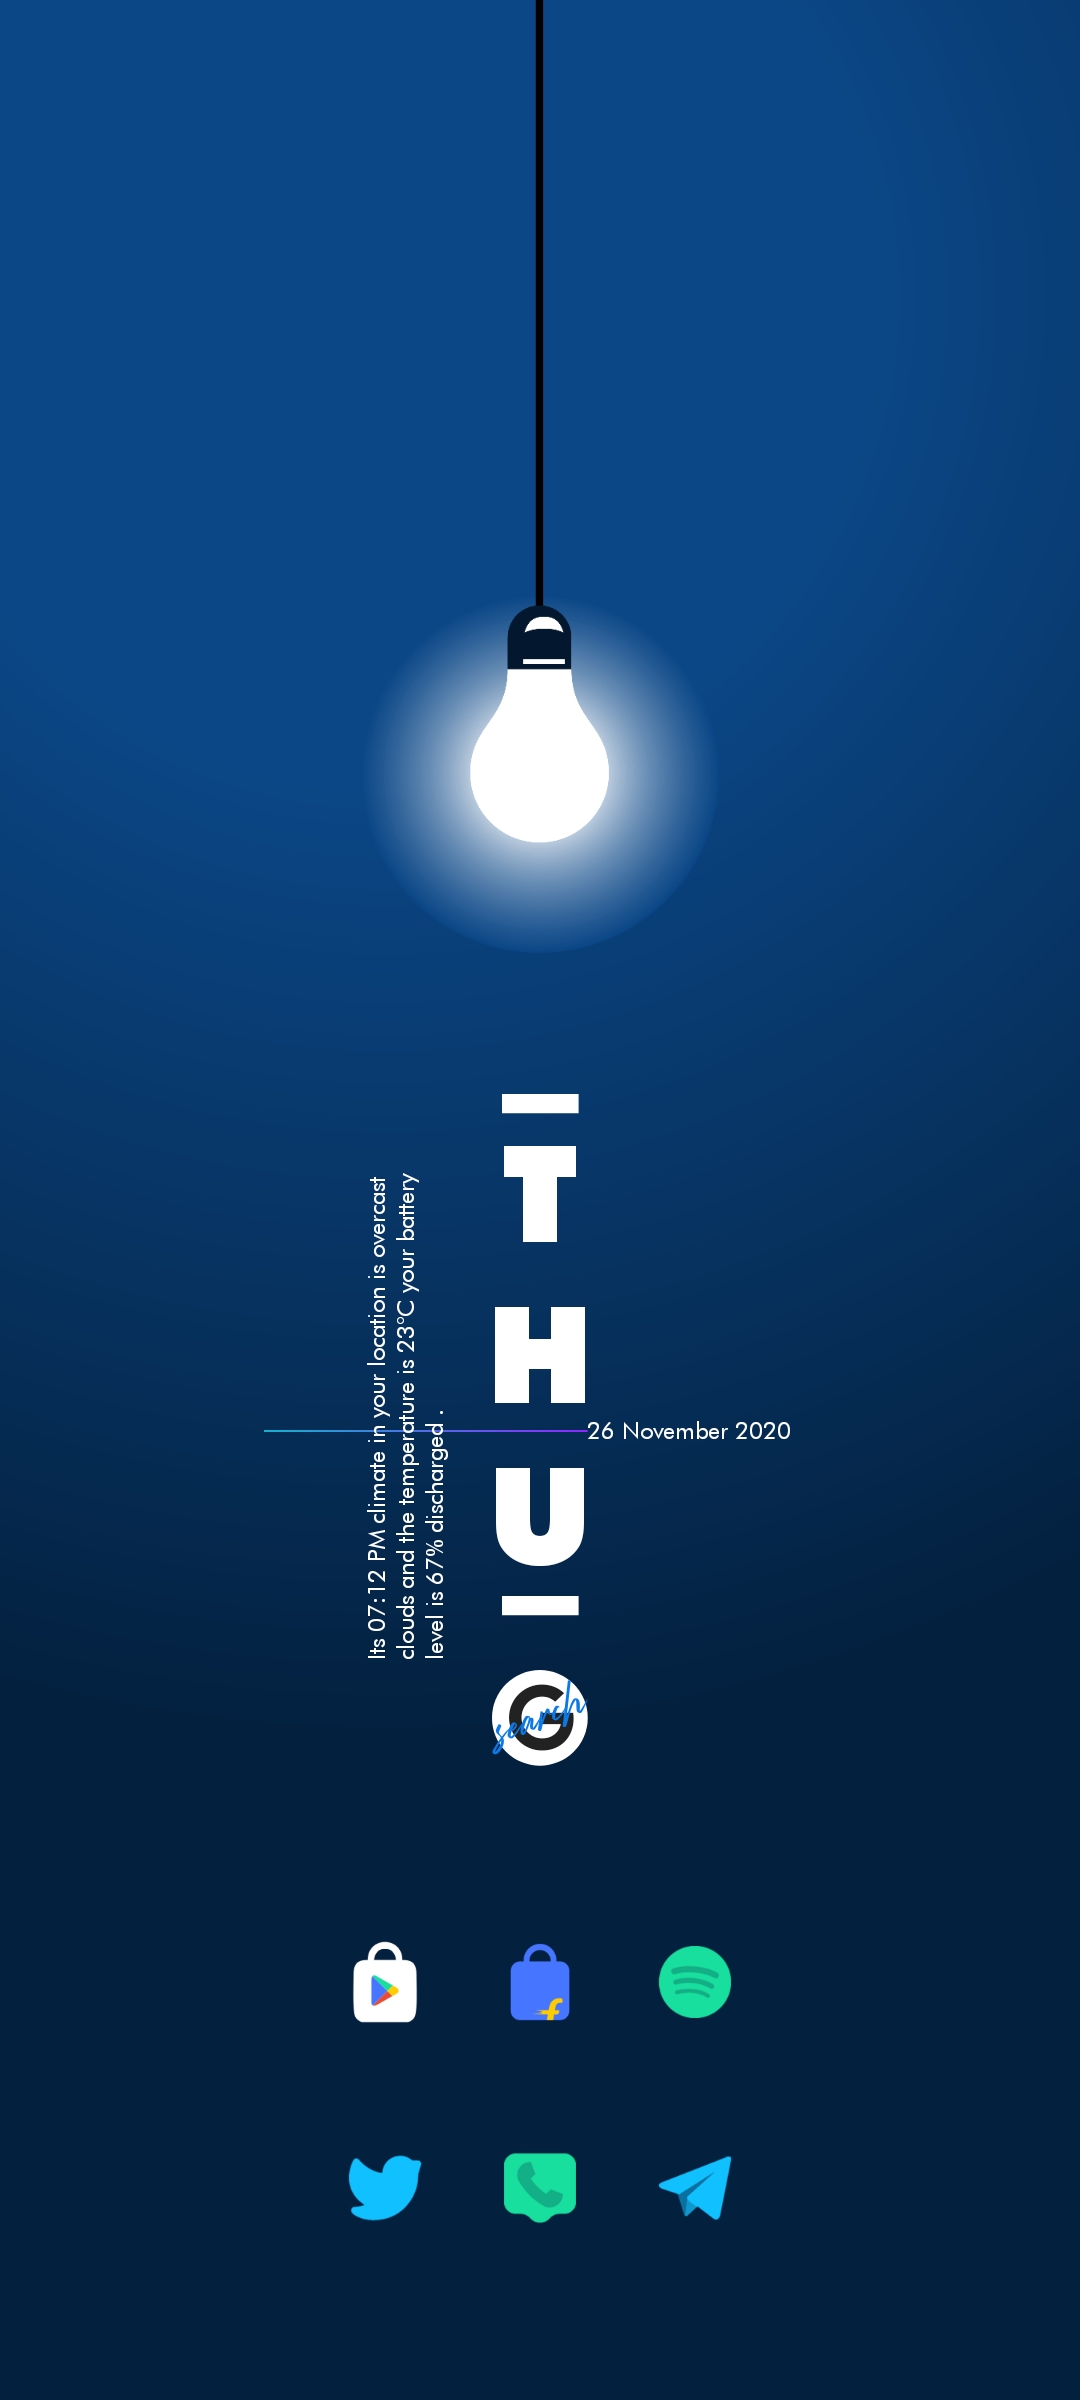 T
H
U
Its 07:12 PM climate in your location is overcast
clouds and the temperature is 23°C your battery
level is 67% discharged .
26 November 2020
G
search
f